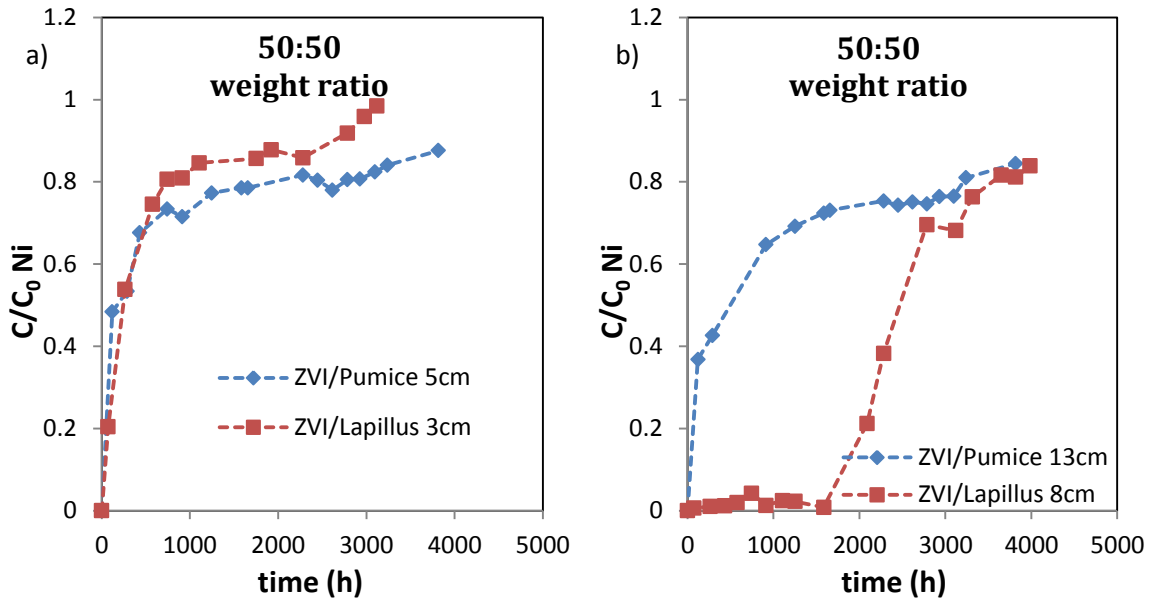 a)
50:50
weight ratio
1.2
1
0.8
0.6
0.4
0.2
0
C/C0 Ni
ZVI/Pumice 5cm
ZVI/Lapillus 3cm
0 1000 2000 3000 4000 5000
time (h)
b)
50:50
weight ratio
1.2
1
0.8
0.6
0.4
0.2
0
C/C0 Ni
ZVI/Pumice 13cm
ZVI/Lapillus 8cm
0 1000 2000 3000 4000 5000
time (h)